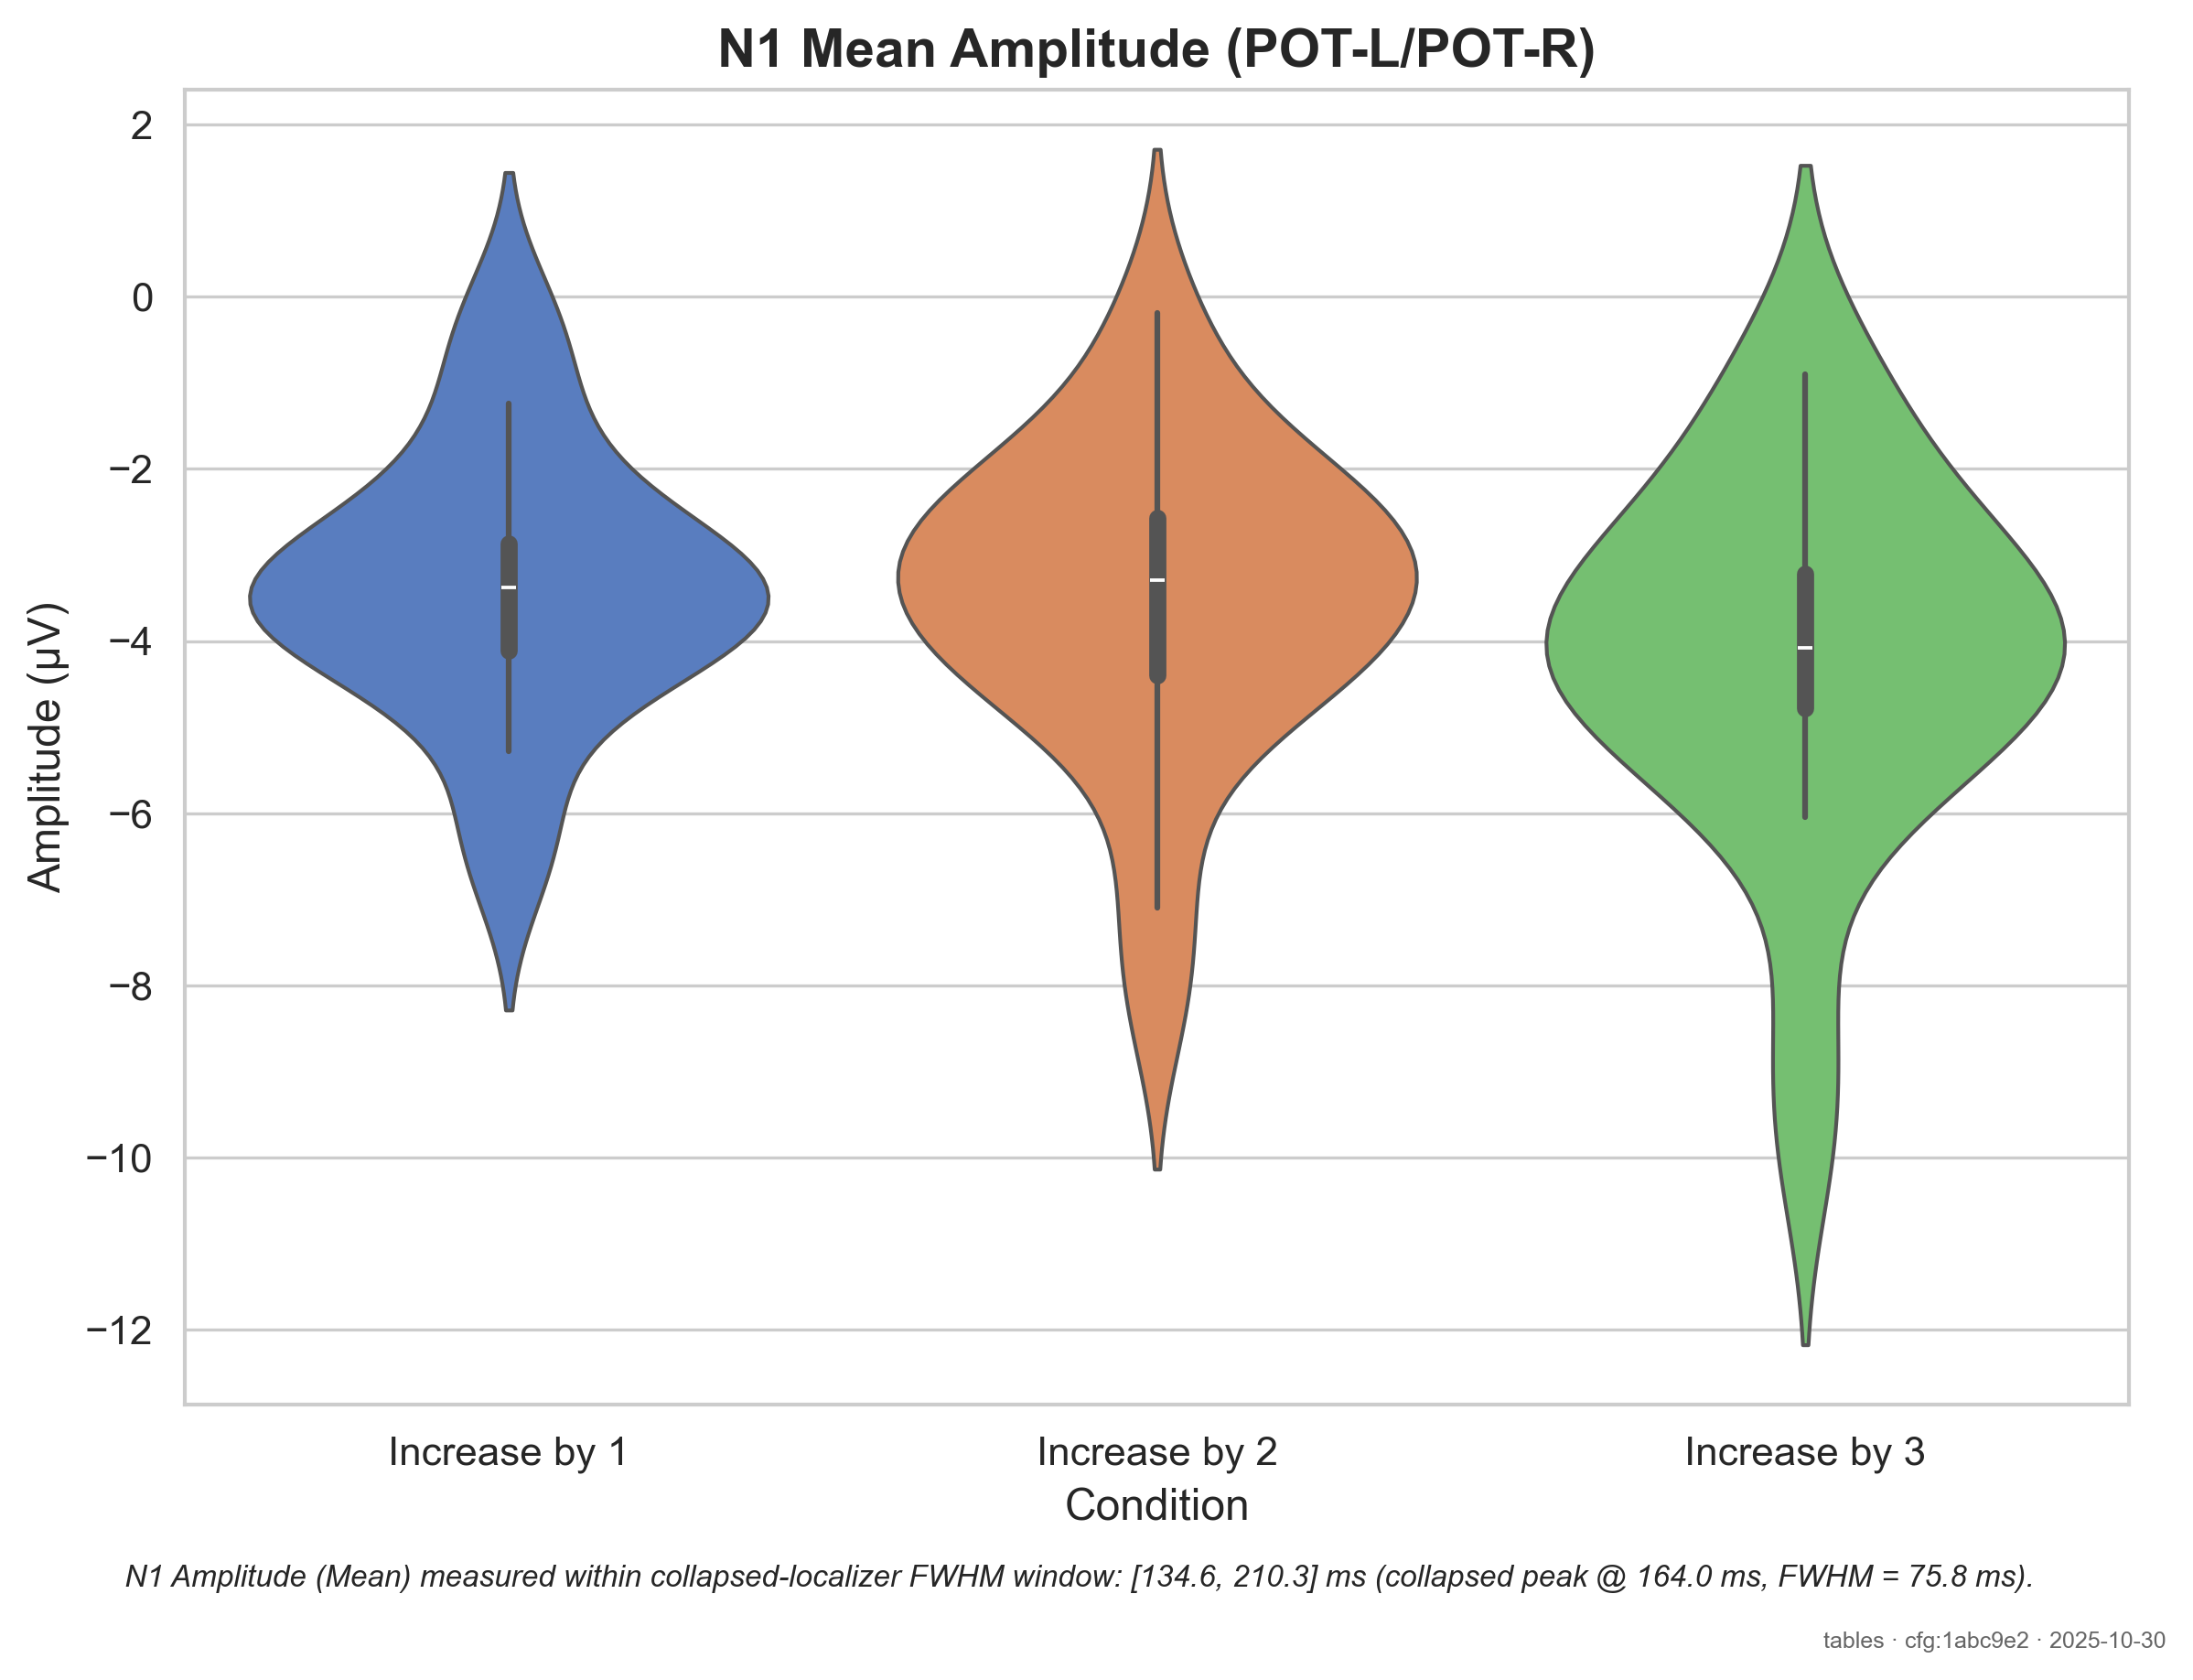 N1 Mean Amplitude (POT-L/POT-R)
Amplitude (µV)
2
0
−2
−4
−6
−8
−10
−12
Increase by 1
Increase by 2
Increase by 3
Condition
N1 Amplitude (Mean) measured within collapsed-localizer FWHM window: [134.6, 210.3] ms (collapsed peak @ 164.0 ms, FWHM = 75.8 ms).
tables · cfg:1abc9e2 · 2025-10-30